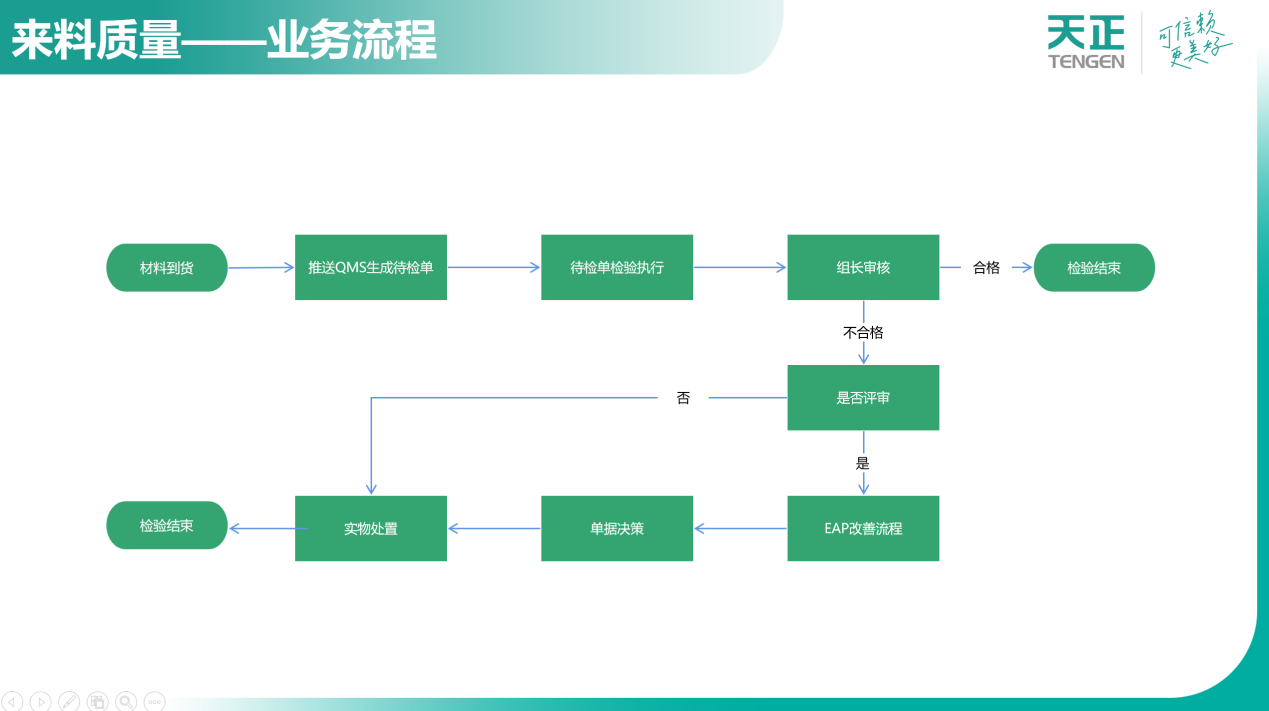 来料质量——业务流程
天正
TENGEN
可信赖
更美好
材料到货
推送QMS生成待检单
待检单检验执行
组长审核
合格
检验结束
不合格
是否评审
否
是
检验结束
实物处置
单据决策
EAP改善流程